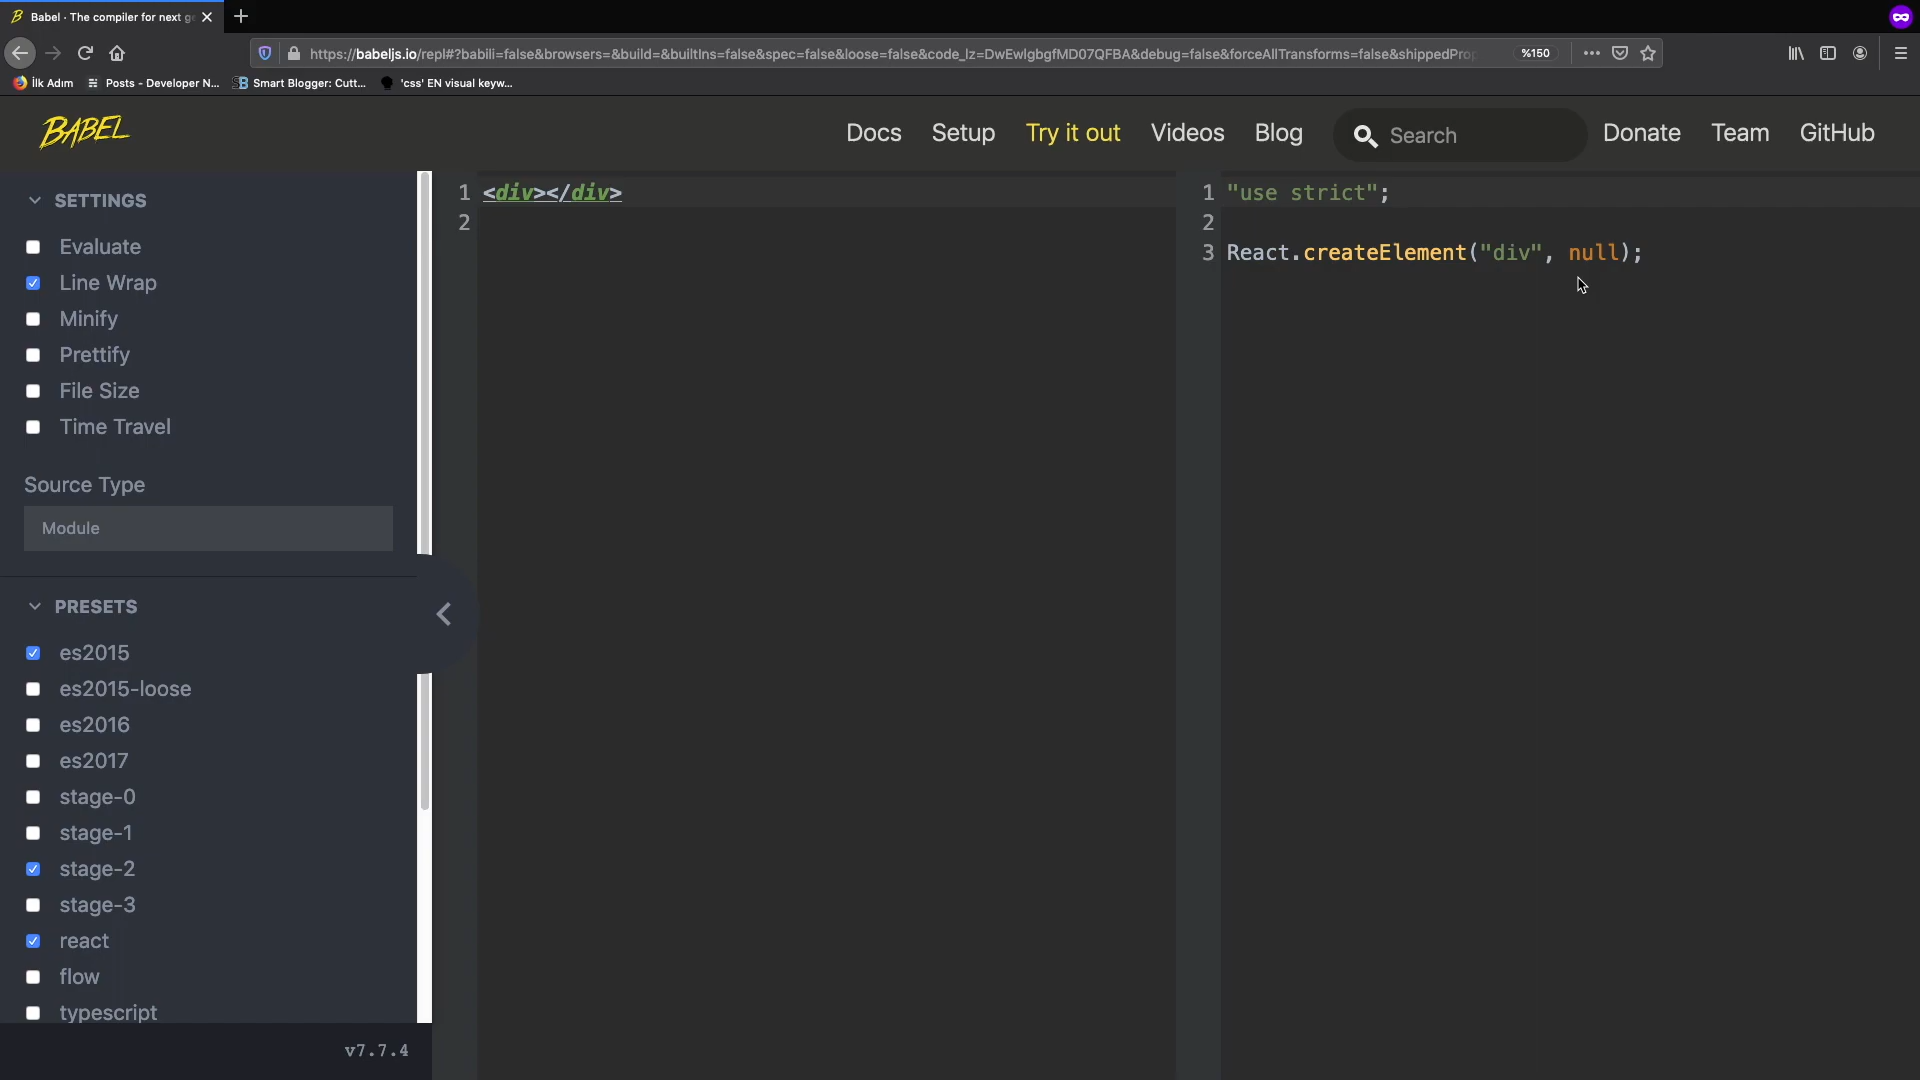 Babel · The compiler for next g
https://babeljs.io/repl#?babili=false&browsers=&build=&builtIns=false&spec=false&loose=false&code_lz=DwEwlgbgfMD07QFBA&debug=false&forceAllTransforms=false&shippedPro
%150
İlk Adım
Posts - Developer N...
Smart Blogger: Cutt...
'css' EN visual keyw...
BABEL
Docs
Setup
Try it out
Videos
Blog
Search
Donate
Team
GitHub
SETTINGS
Evaluate
Line Wrap
Minify
Prettify
File Size
Time Travel
Source Type
Module
PRESETS
es2015
es2015-loose
es2016
es2017
stage-0
stage-1
stage-2
stage-3
react
flow
typescript
v7.7.4
1 <div></div>
2
1 "use strict";
2
3 React.createElement("div", null);